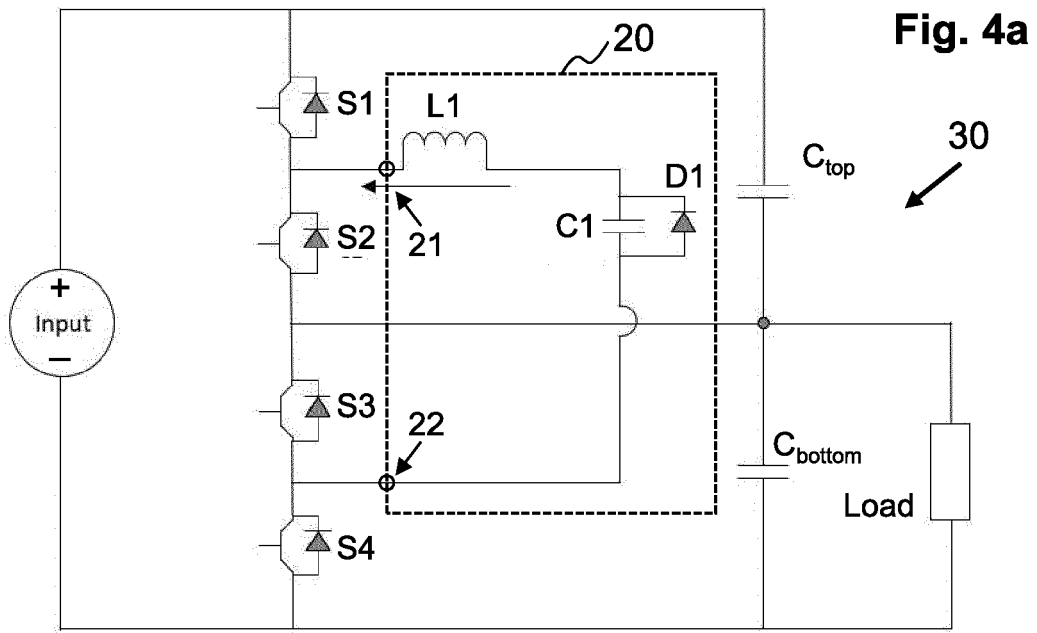 Fig. 4a
20
S1
L1
30
Ctop
D1
S2
21
C1
+
Input
−
S3
22
Cbottom
Load
S4